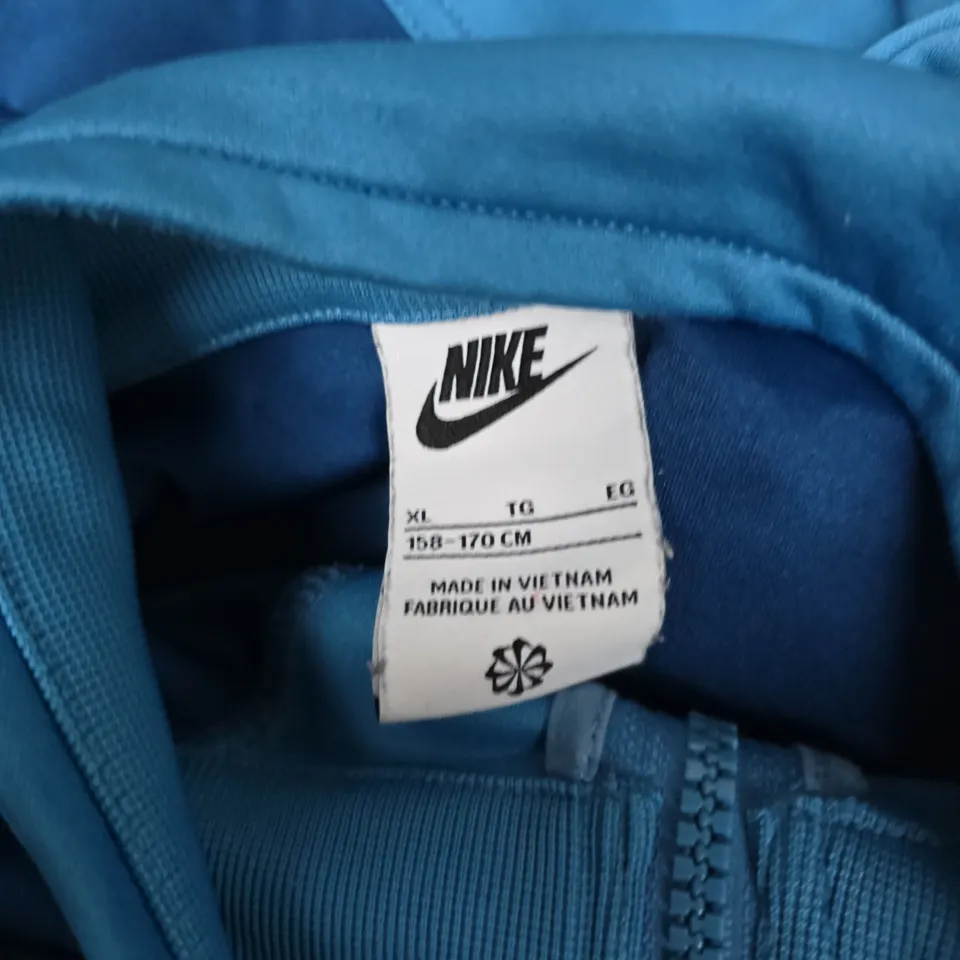 NIKE
XL TG EG
158-170 CM
MADE IN VIETNAM
FABRIQUE AU VIETNAM